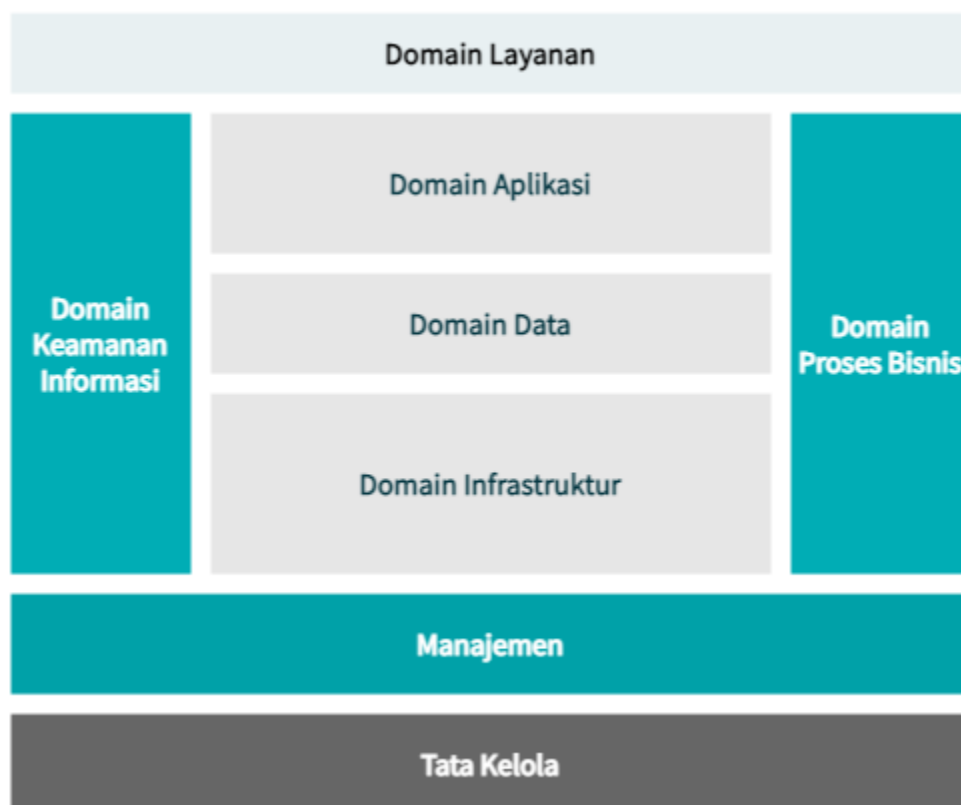 Domain Layanan
Domain Aplikasi
Domain
Keamanan
Informasi
Domain Data
Domain
Proses Bisnis
Domain Infrastruktur
Manajemen
Tata Kelola